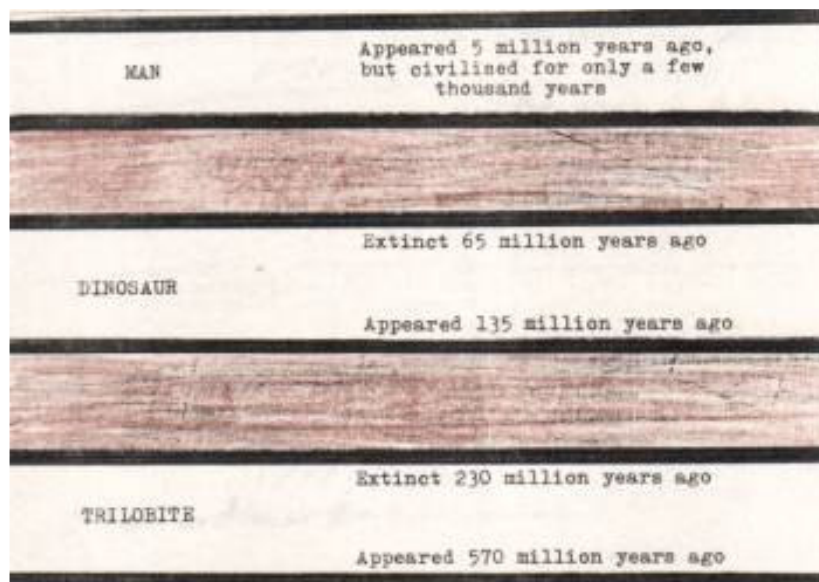 MAN
Appeared 5 million years ago,
but civilised for only a few
thousand years
Extinct 65 million years ago
DINOSAUR
Appeared 135 million years ago
Extinct 230 million years ago
TRILOBITE
Appeared 570 million years ago